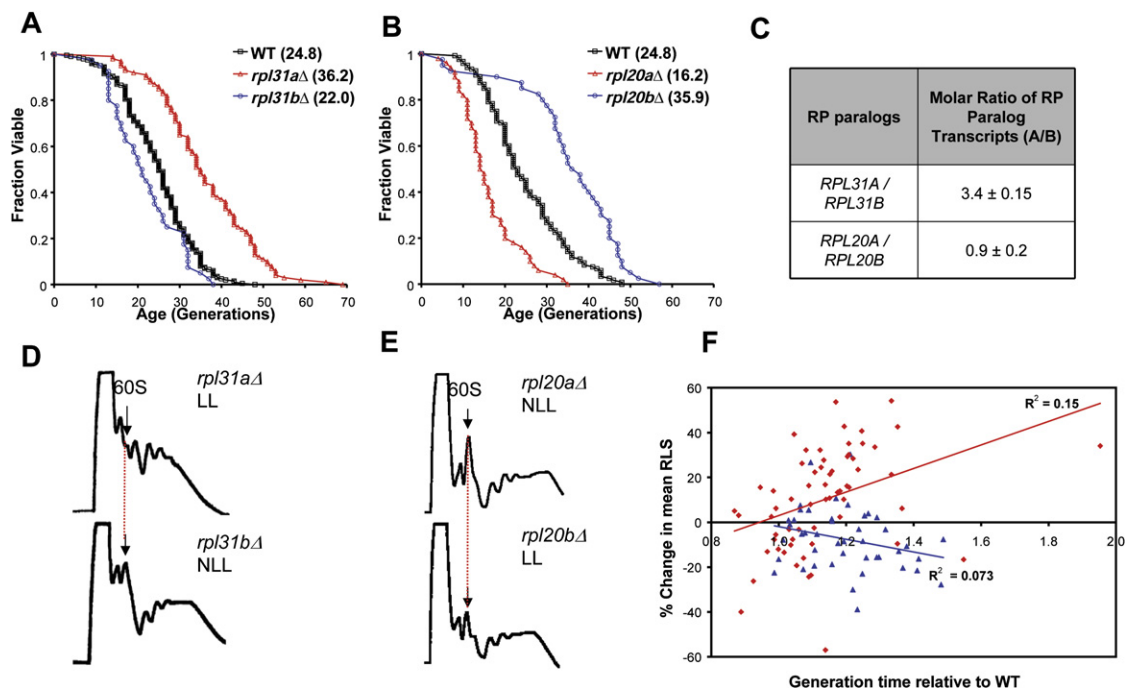 A
WT (24.8)
rpl31aΔ (36.2)
rpl31bΔ (22.0)
Fraction Viable
1
0.8
0.6
0.4
0.2
0
0 10 20 30 40 50 60 70
Age (Generations)
B
WT (24.8)
rpl20aΔ (16.2)
rpl20bΔ (35.9)
Fraction Viable
1
0.8
0.6
0.4
0.2
0
0 10 20 30 40 50 60 70
Age (Generations)
C
RP paralogs
Molar Ratio of RP
Paralog
Transcripts (A/B)
RPL31A /
RPL31B
3.4 ± 0.15
RPL20A /
RPL20B
0.9 ± 0.2
D
rpl31aΔ
LL
60S
rpl31bΔ
NLL
E
rpl20aΔ
NLL
60S
rpl20bΔ
LL
F
% Change in mean RLS
60
40
20
0
-20
-40
-60
0.8 1.0 1.2 1.4 1.6 1.8 2.0
R² = 0.15
R² = 0.073
Generation time relative to WT